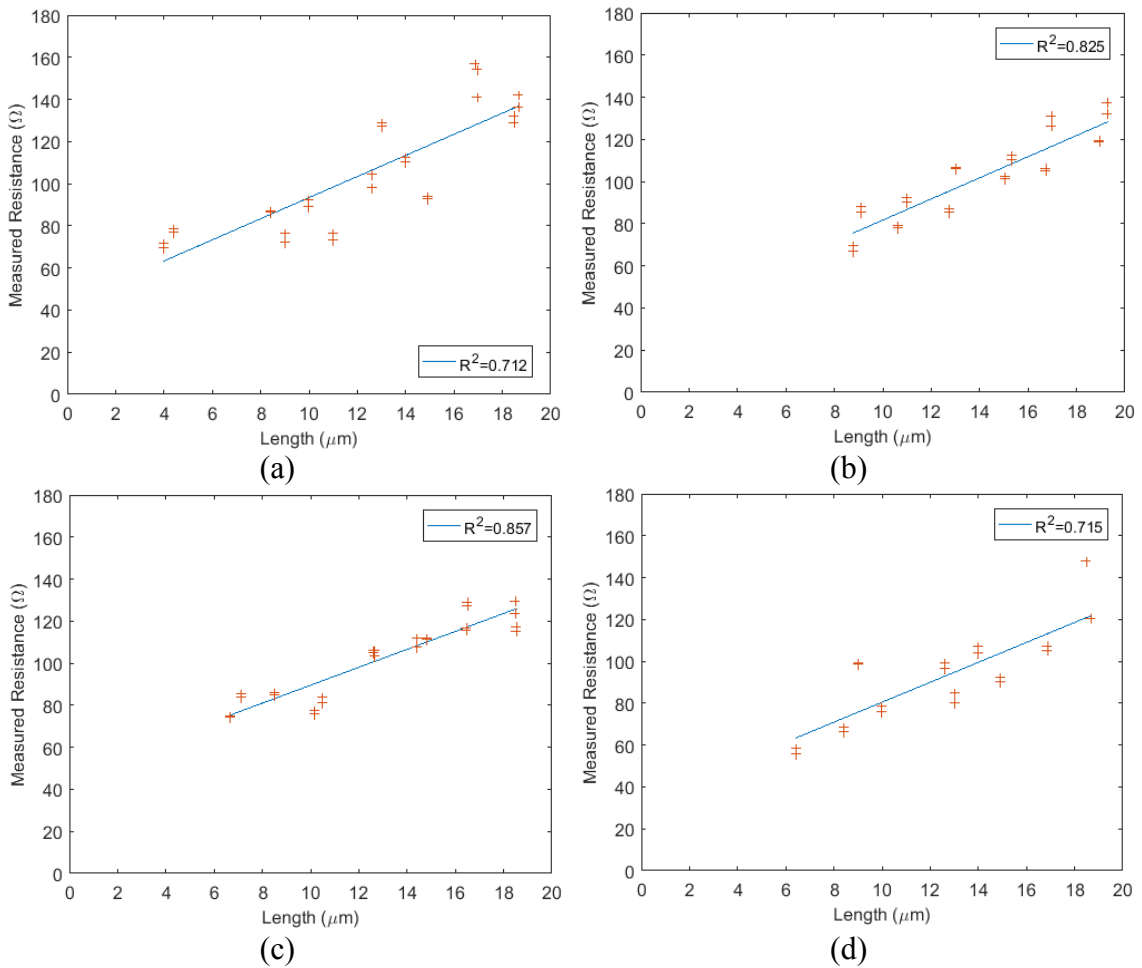 180
160
140
120
100
80
60
40
20
0
Measured Resistance (Ω)
R²=0.712
0 2 4 6 8 10 12 14 16 18 20
Length (μm)
(a)
180
160
140
120
100
80
60
40
20
0
Measured Resistance (Ω)
R²=0.825
0 2 4 6 8 10 12 14 16 18 20
Length (μm)
(b)
180
160
140
120
100
80
60
40
20
0
Measured Resistance (Ω)
R²=0.857
0 2 4 6 8 10 12 14 16 18 20
Length (μm)
(c)
180
160
140
120
100
80
60
40
20
0
Measured Resistance (Ω)
R²=0.715
0 2 4 6 8 10 12 14 16 18 20
Length (μm)
(d)